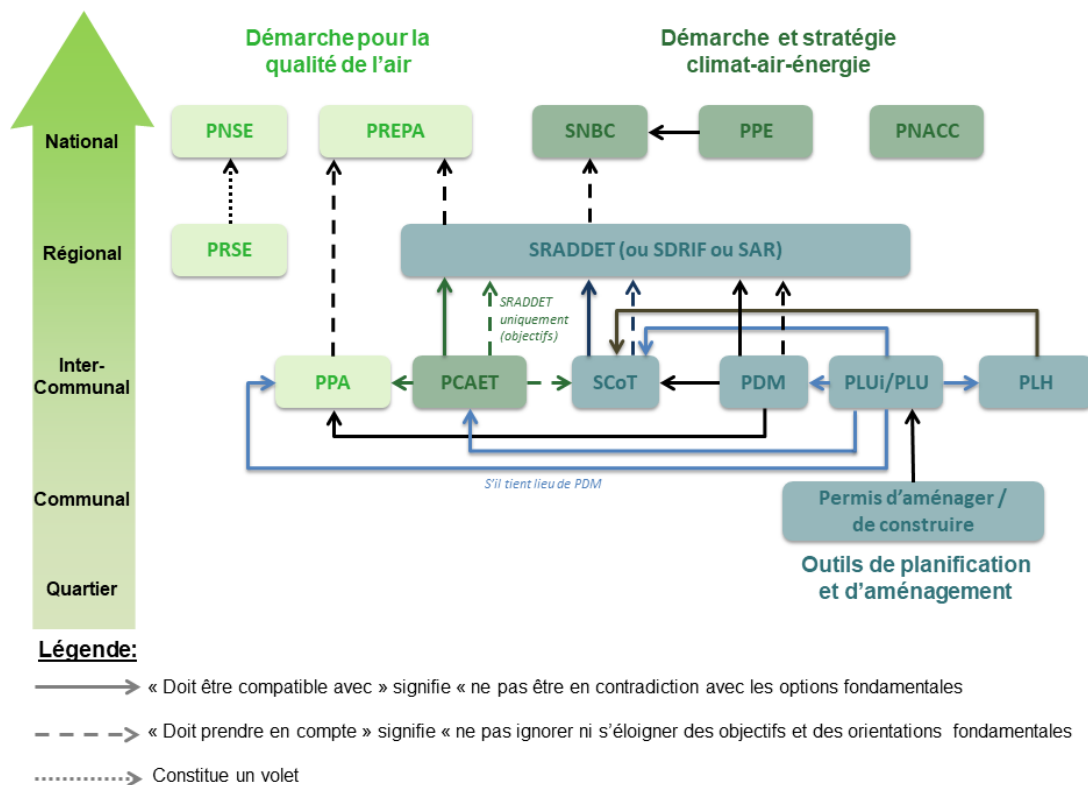 Démarche pour la
qualité de l'air
Démarche et stratégie
climat-air-énergie
National
PNSE
PREPA
SNBC
PPE
PNACC
Régional
PRSE
SRADDET (ou SDRIF ou SAR)
SRADDET
uniquement
(objectifs)
Inter-
Communal
PPA
PCAET
SCoT
PDM
PLUi/PLU
PLH
S'il tient lieu de PDM
Communal
Permis d'aménager /
de construire
Quartier
Outils de planification
et d'aménagement
Légende:
« Doit être compatible avec » signifie « ne pas être en contradiction avec les options fondamentales
« Doit prendre en compte » signifie « ne pas ignorer ni s'éloigner des objectifs et des orientations fondamentales
Constitue un volet